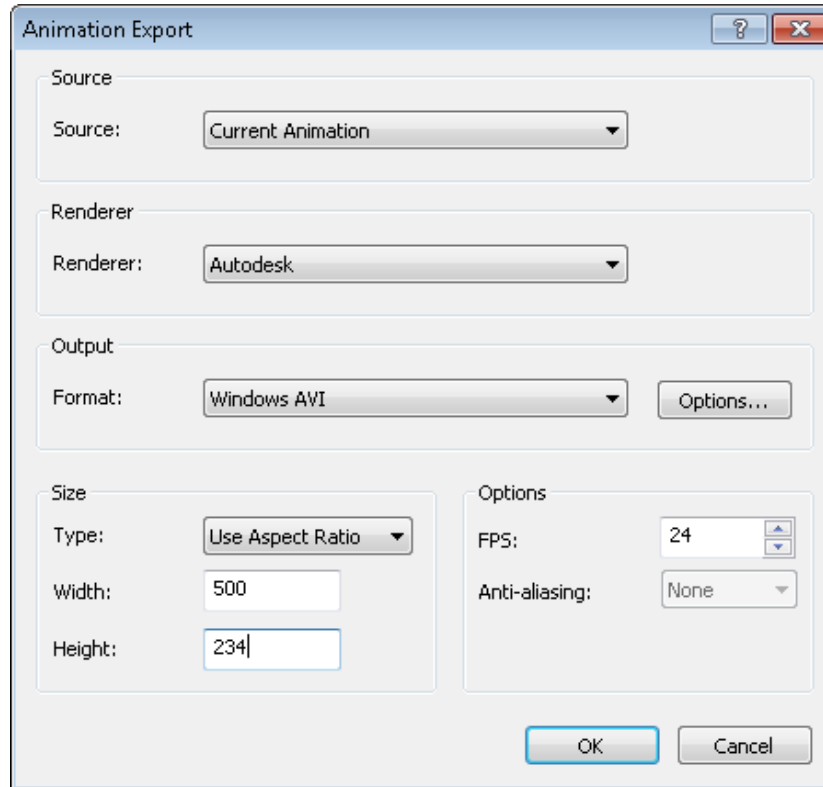 Animation Export
Source
Source: Current Animation
Renderer
Renderer: Autodesk
Output
Format: Windows AVI Options...
Size
Type: Use Aspect Ratio
Width: 500
Height: 234
Options
FPS: 24
Anti-aliasing: None
OK Cancel